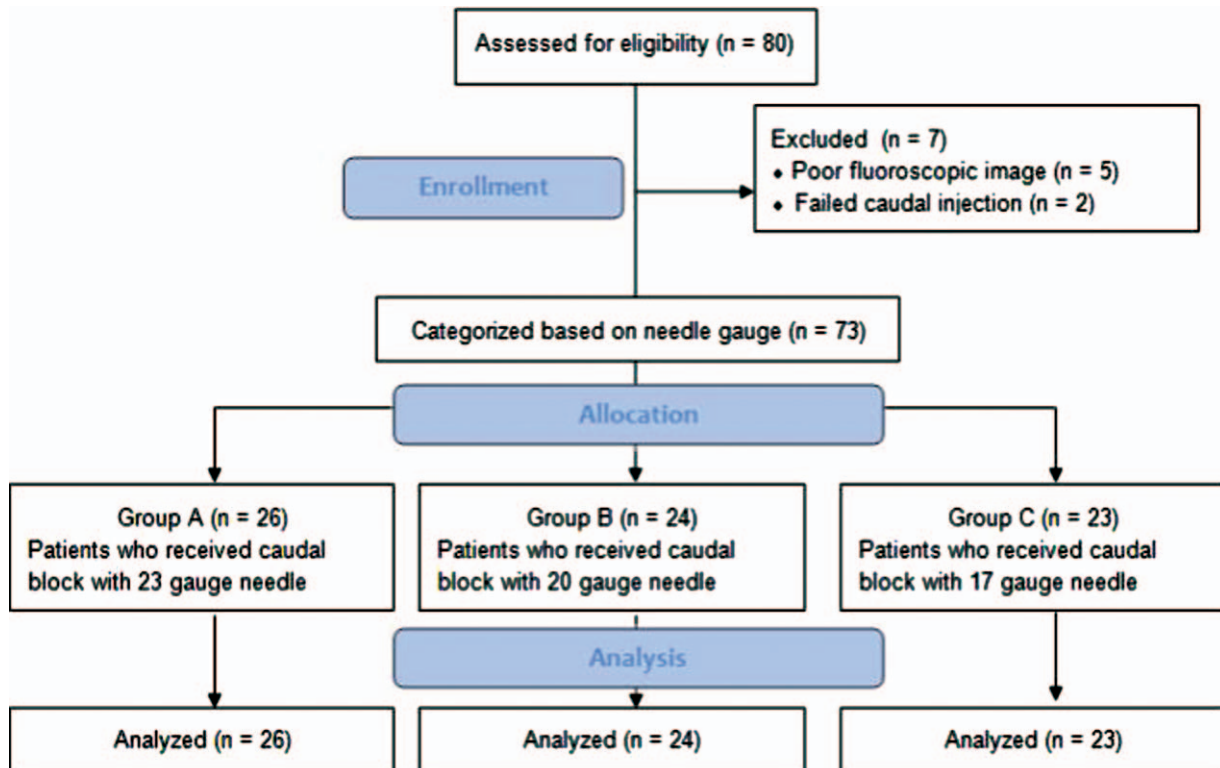 Assessed for eligibility (n = 80)
Excluded (n = 7)
• Poor fluoroscopic image (n = 5)
• Failed caudal injection (n = 2)
Enrollment
Categorized based on needle gauge (n = 73)
Allocation
Group A (n = 26)
Patients who received caudal
block with 23 gauge needle
Group B (n = 24)
Patients who received caudal
block with 20 gauge needle
Group C (n = 23)
Patients who received caudal
block with 17 gauge needle
Analysis
Analyzed (n = 26)
Analyzed (n = 24)
Analyzed (n = 23)